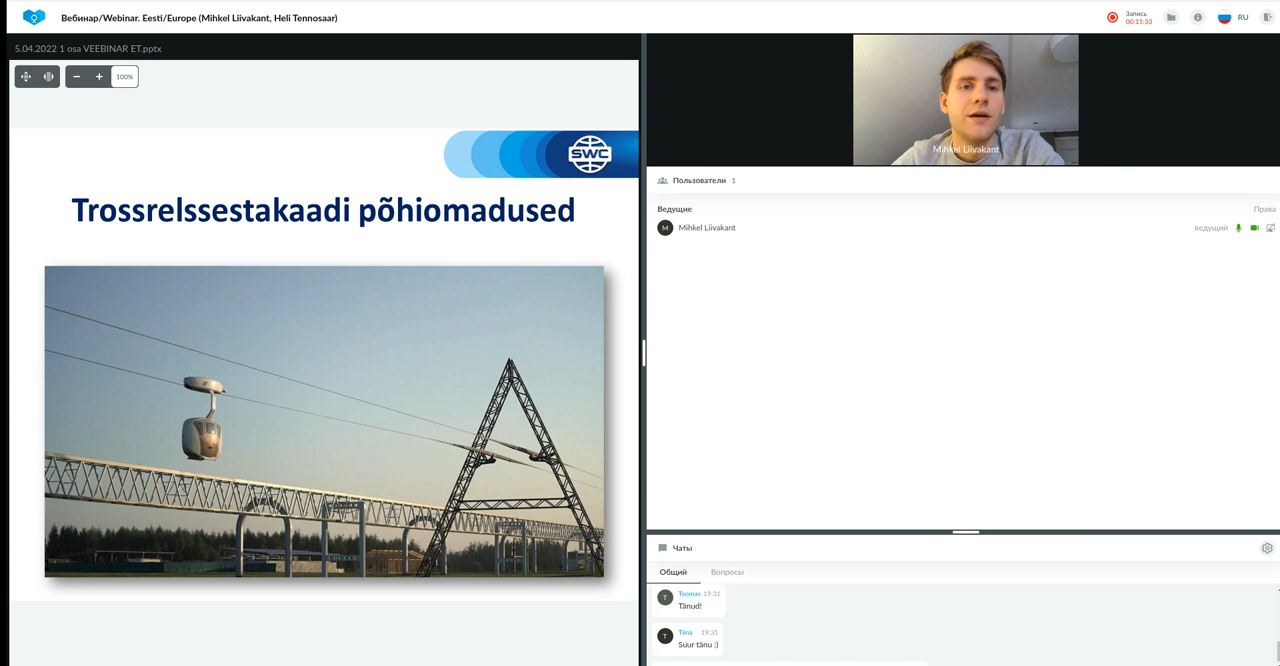 Вебинар/Webinar. Eesti/Europe (Mihkel Liivakant, Heli Tennosaar)
Запись
00:15:33
RU
5.04.2022 1 osa VEEBINAR ET.pptx
100%
SWC
Trossrelssestakaadi põhiomadused
Mihkel Liivakant
Пользователи 1
Ведущие
Права
M
Mihkel Liivakant
ведущий
Чаты
Общий
Вопросы
T
Toomas 19:31
Tänud!
T
Tiina 19:31
Suur tänu :)